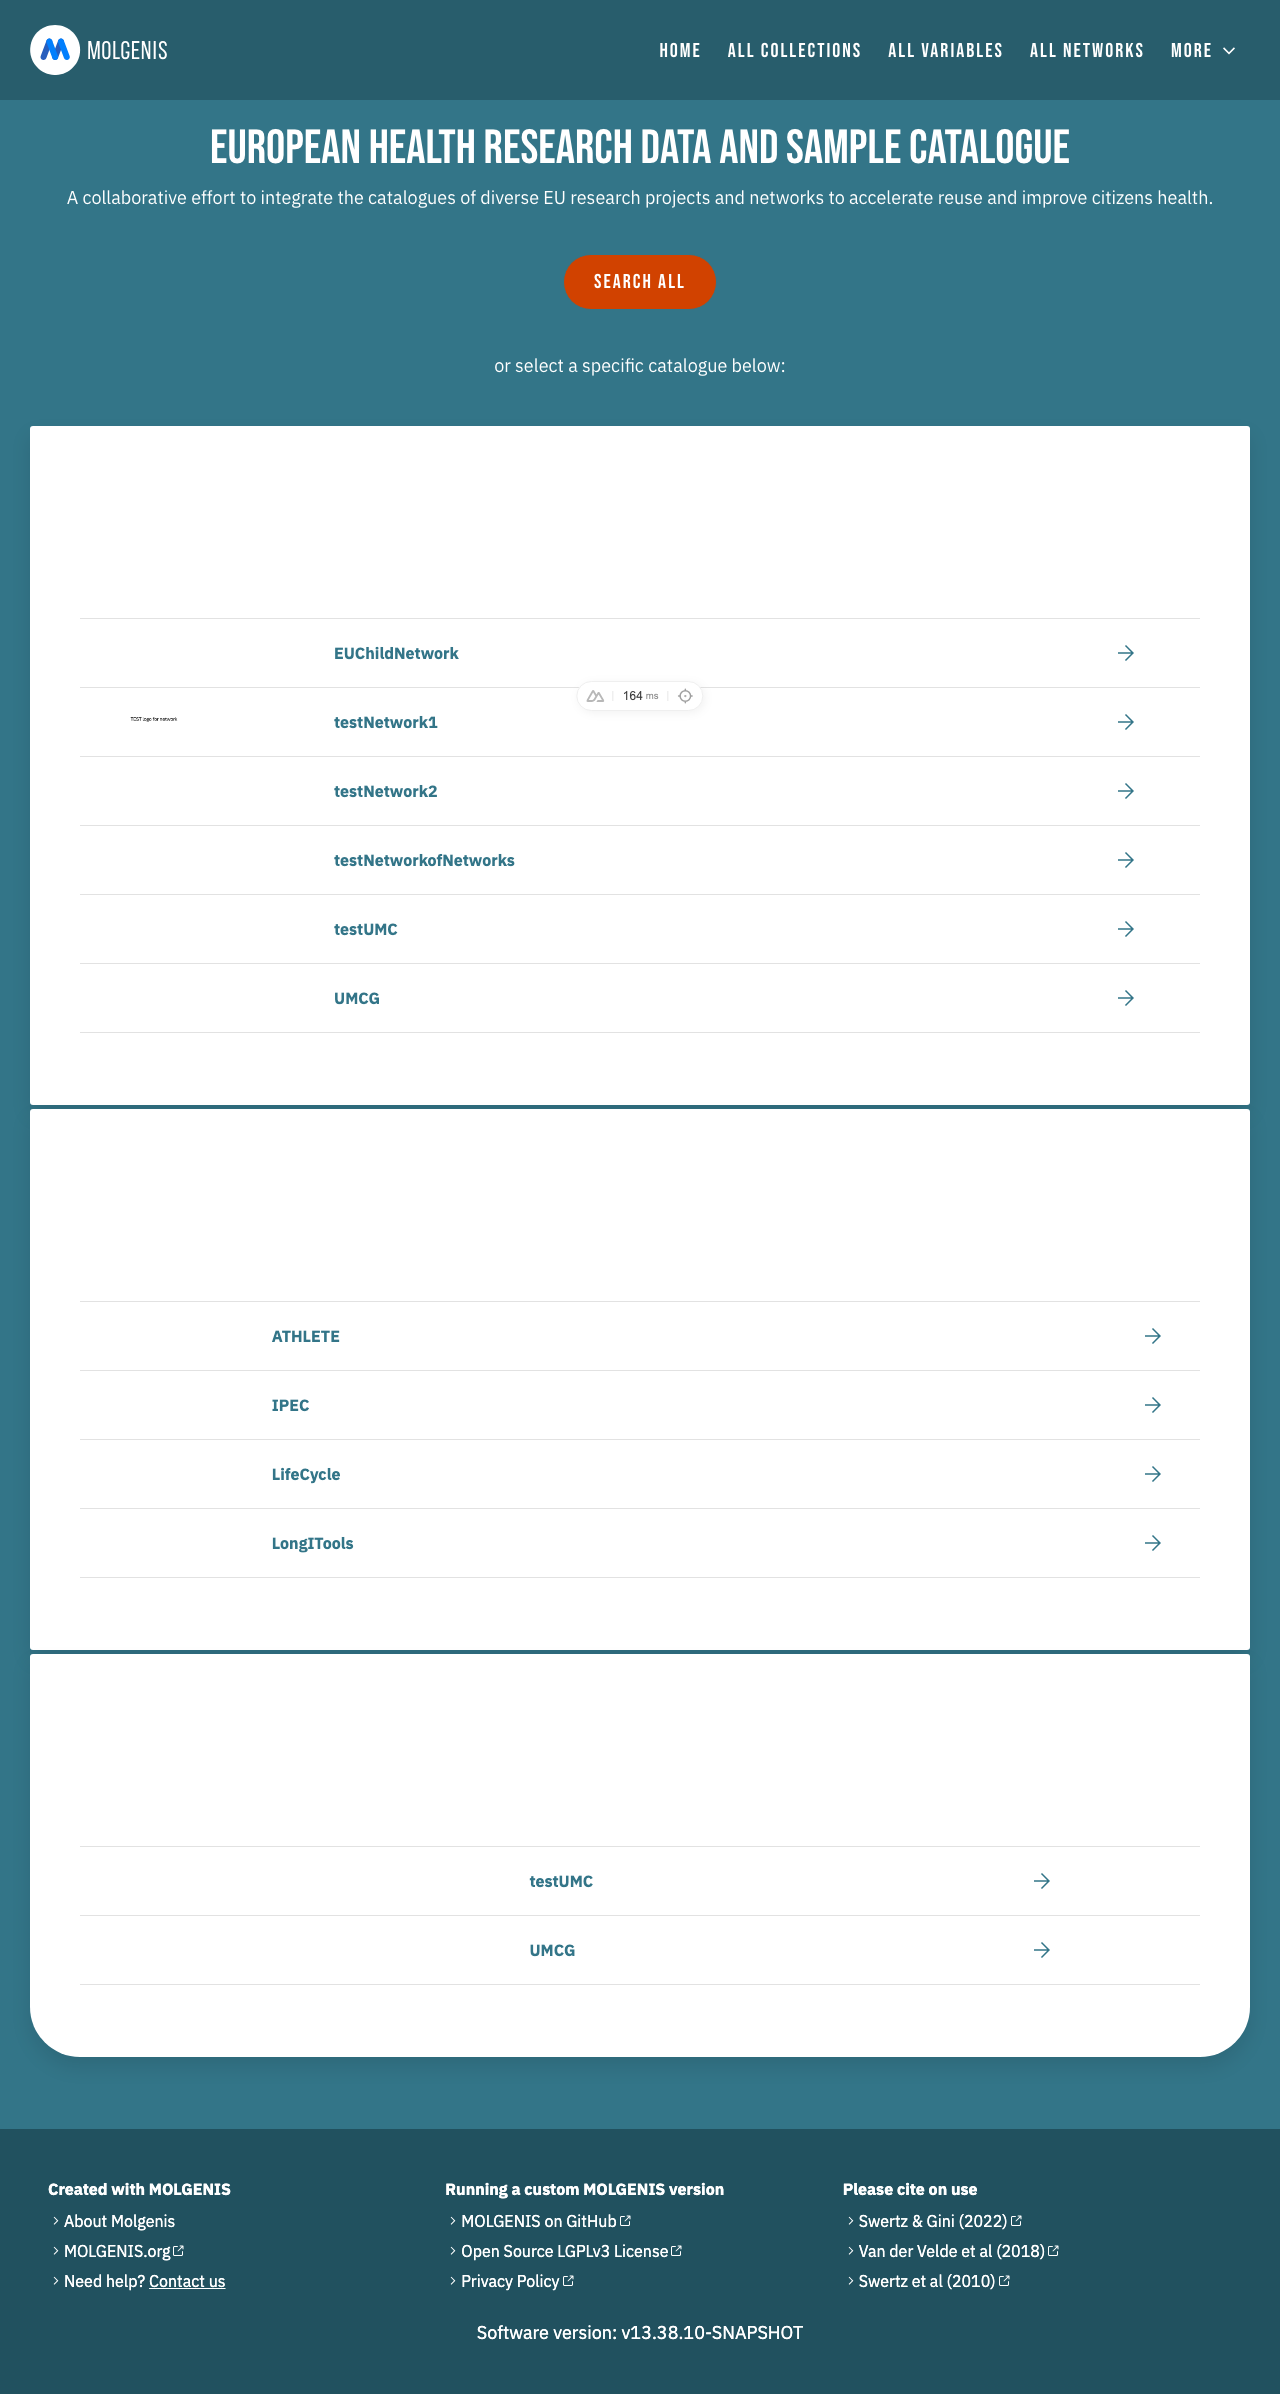 MOLGENIS
HOME ALL COLLECTIONS ALL VARIABLES ALL NETWORKS MORE
EUROPEAN HEALTH RESEARCH DATA AND SAMPLE CATALOGUE
A collaborative effort to integrate the catalogues of diverse EU research projects and networks to accelerate reuse and improve citizens health.
SEARCH ALL
or select a specific catalogue below:
EUChildNetwork
164 ms
TEST logo for network
testNetwork1
testNetwork2
testNetworkofNetworks
testUMC
UMCG
ATHLETE
IPEC
LifeCycle
LongITools
testUMC
UMCG
Created with MOLGENIS
About Molgenis
MOLGENIS.org
Need help? Contact us
Running a custom MOLGENIS version
MOLGENIS on GitHub
Open Source LGPLv3 License
Privacy Policy
Please cite on use
Swertz & Gini (2022)
Van der Velde et al (2018)
Swertz et al (2010)
Software version: v13.38.10-SNAPSHOT